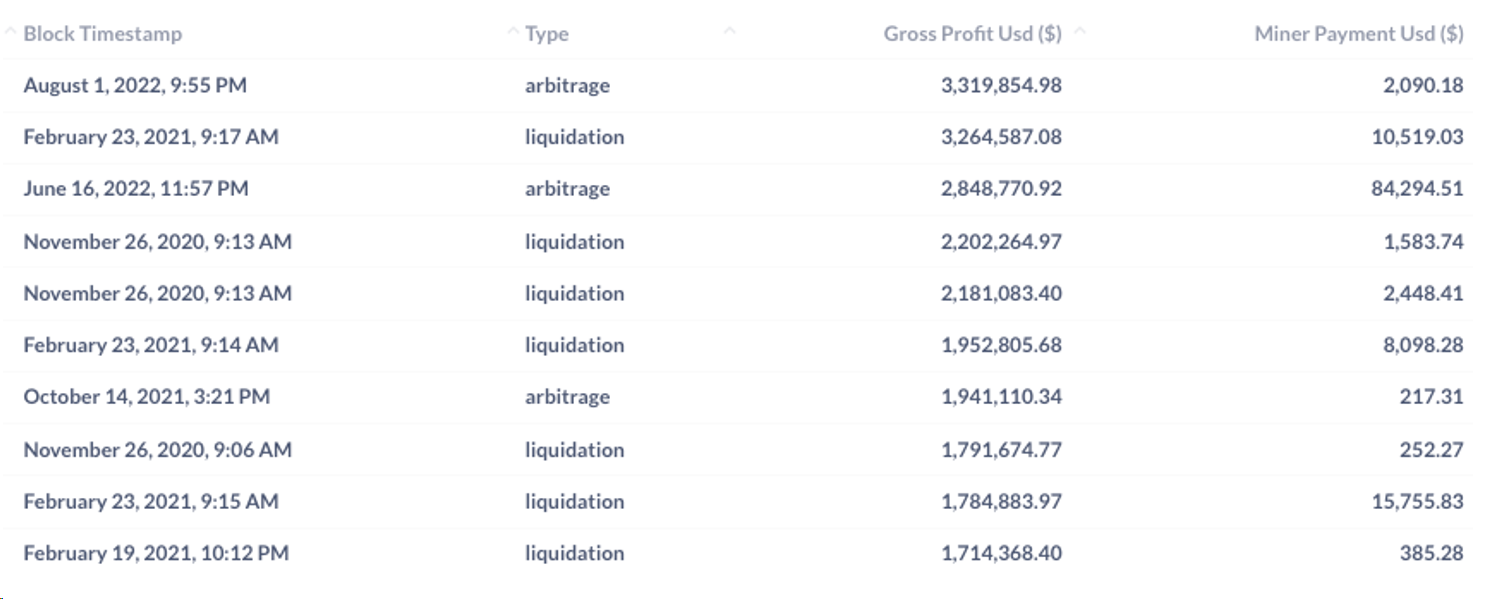 Block Timestamp Type Gross Profit Usd ($) Miner Payment Usd ($)
August 1, 2022, 9:55 PM arbitrage 3,319,854.98 2,090.18
February 23, 2021, 9:17 AM liquidation 3,264,587.08 10,519.03
June 16, 2022, 11:57 PM arbitrage 2,848,770.92 84,294.51
November 26, 2020, 9:13 AM liquidation 2,202,264.97 1,583.74
November 26, 2020, 9:13 AM liquidation 2,181,083.40 2,448.41
February 23, 2021, 9:14 AM liquidation 1,952,805.68 8,098.28
October 14, 2021, 3:21 PM arbitrage 1,941,110.34 217.31
November 26, 2020, 9:06 AM liquidation 1,791,674.77 252.27
February 23, 2021, 9:15 AM liquidation 1,784,883.97 15,755.83
February 19, 2021, 10:12 PM liquidation 1,714,368.40 385.28